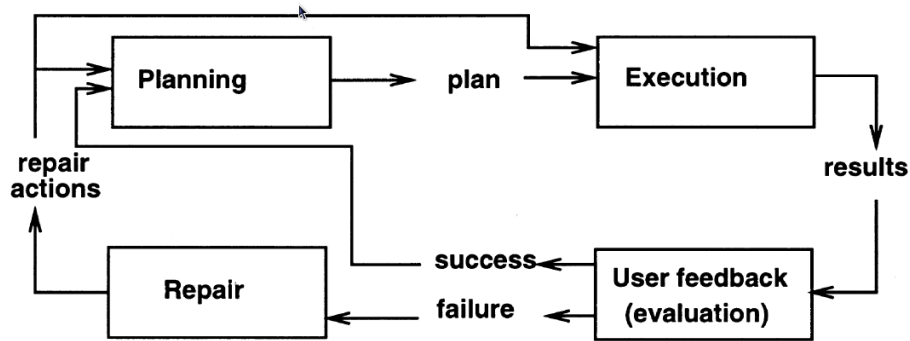 Planning
plan
Execution
repair
actions
results
Repair
success
failure
User feedback
(evaluation)